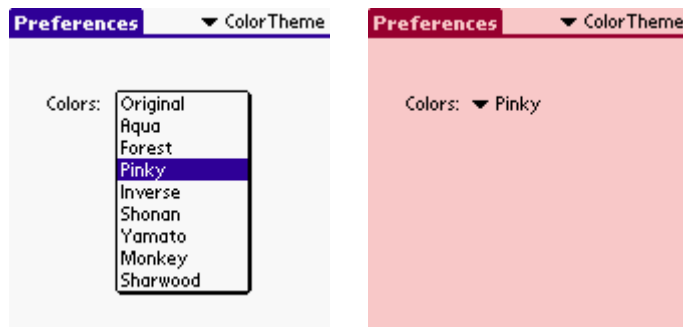 Preferences ColorTheme
Colors: Original
Aqua
Forest
Pinky
Inverse
Shonan
Yamato
Monkey
Sharwood
Preferences ColorTheme
Colors: Pinky